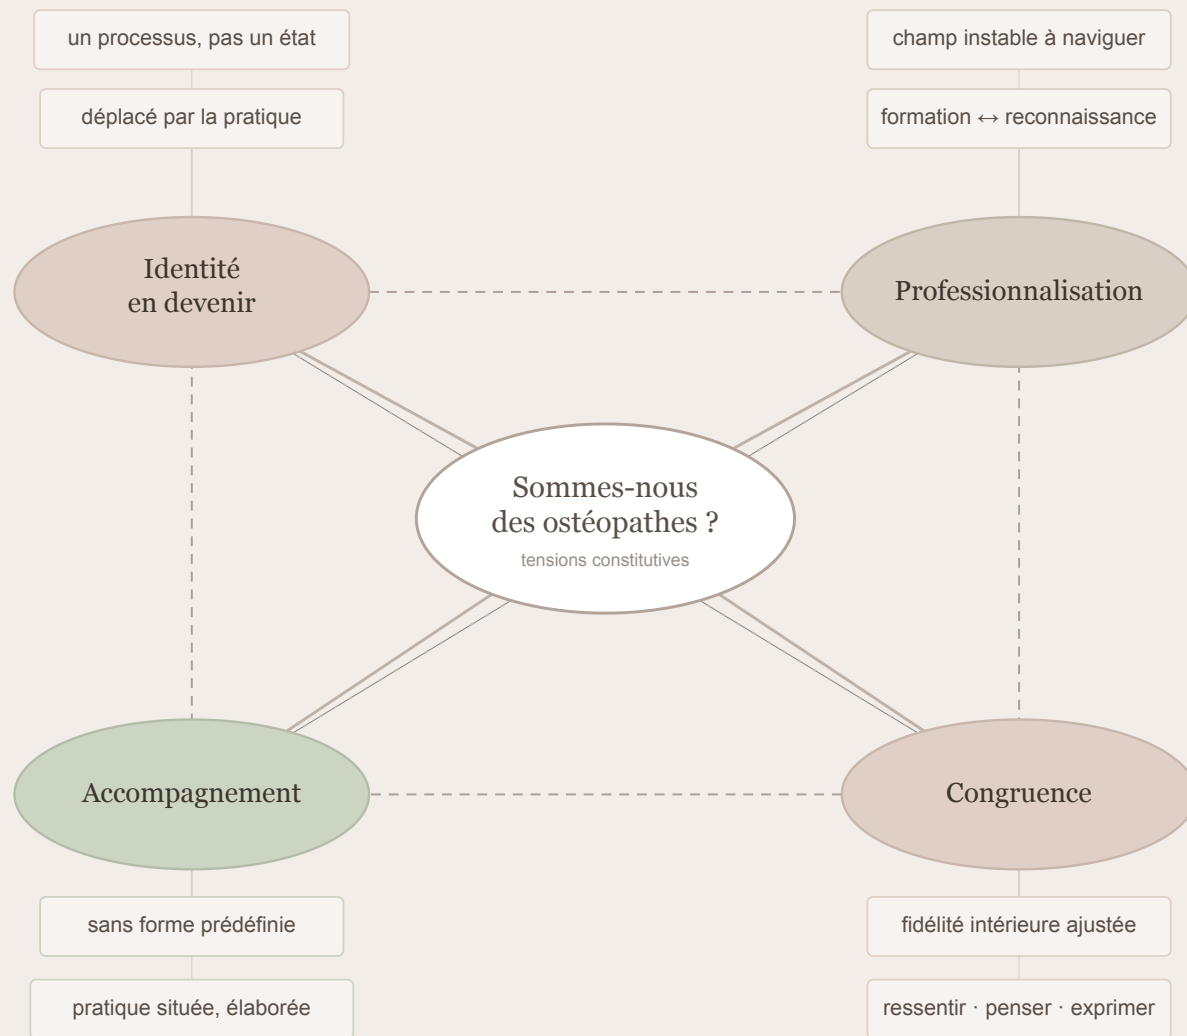 un processus, pas un état
champ instable à naviguer
déplacé par la pratique
formation ↔ reconnaissance
Identité
en devenir
Professionnalisation
Sommes-nous
des ostéopathes ?
tensions constitutives
Accompagnement
Congruence
sans forme prédéfinie
fidélité intérieure ajustée
pratique située, élaborée
ressentir · penser · exprimer